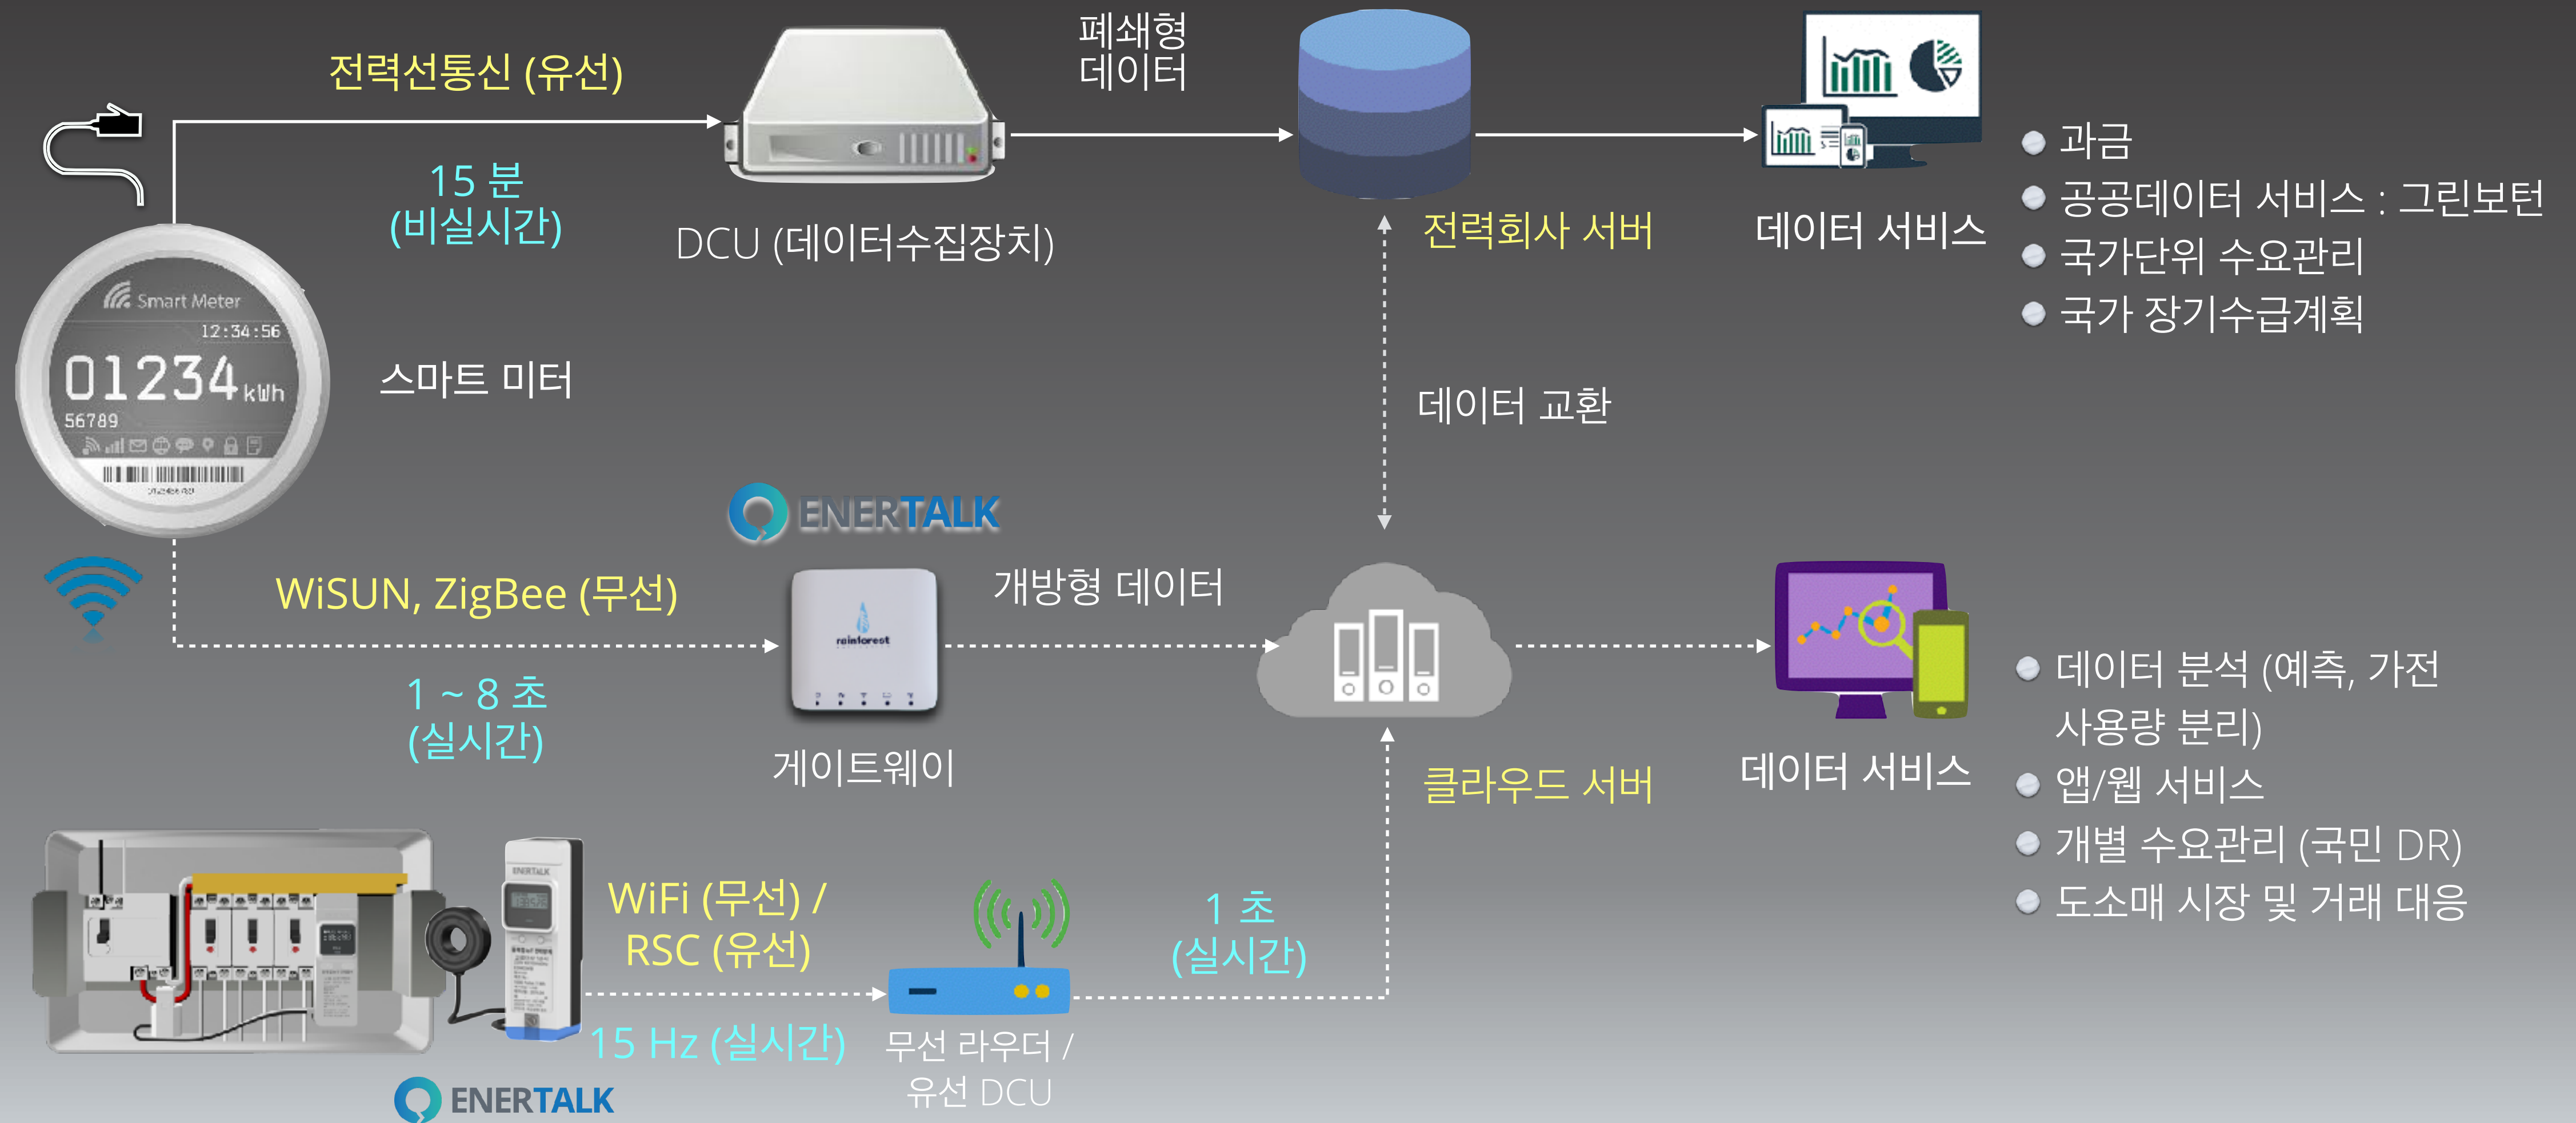 전력선통신 (유선)
15 분
(비실시간)
DCU (데이터수집장치)
폐쇄형
데이터
전력회사 서버
데이터 서비스
과금
공공데이터 서비스 : 그린보턴
국가단위 수요관리
국가 장기수급계획
Smart Meter
12:34:56
01234 kWh
56789
스마트 미터
데이터 교환
ENERTALK
WiSUN, ZigBee (무선)
1 ~ 8 초
(실시간)
rainforest
게이트웨이
개방형 데이터
클라우드 서버
데이터 서비스
데이터 분석 (예측, 가전
사용량 분리)
앱/웹 서비스
개별 수요관리 (국민 DR)
도소매 시장 및 거래 대응
ENERTALK
WiFi (무선) /
RSC (유선)
15 Hz (실시간)
무선 라우더 /
유선 DCU
1 초
(실시간)
ENERTALK